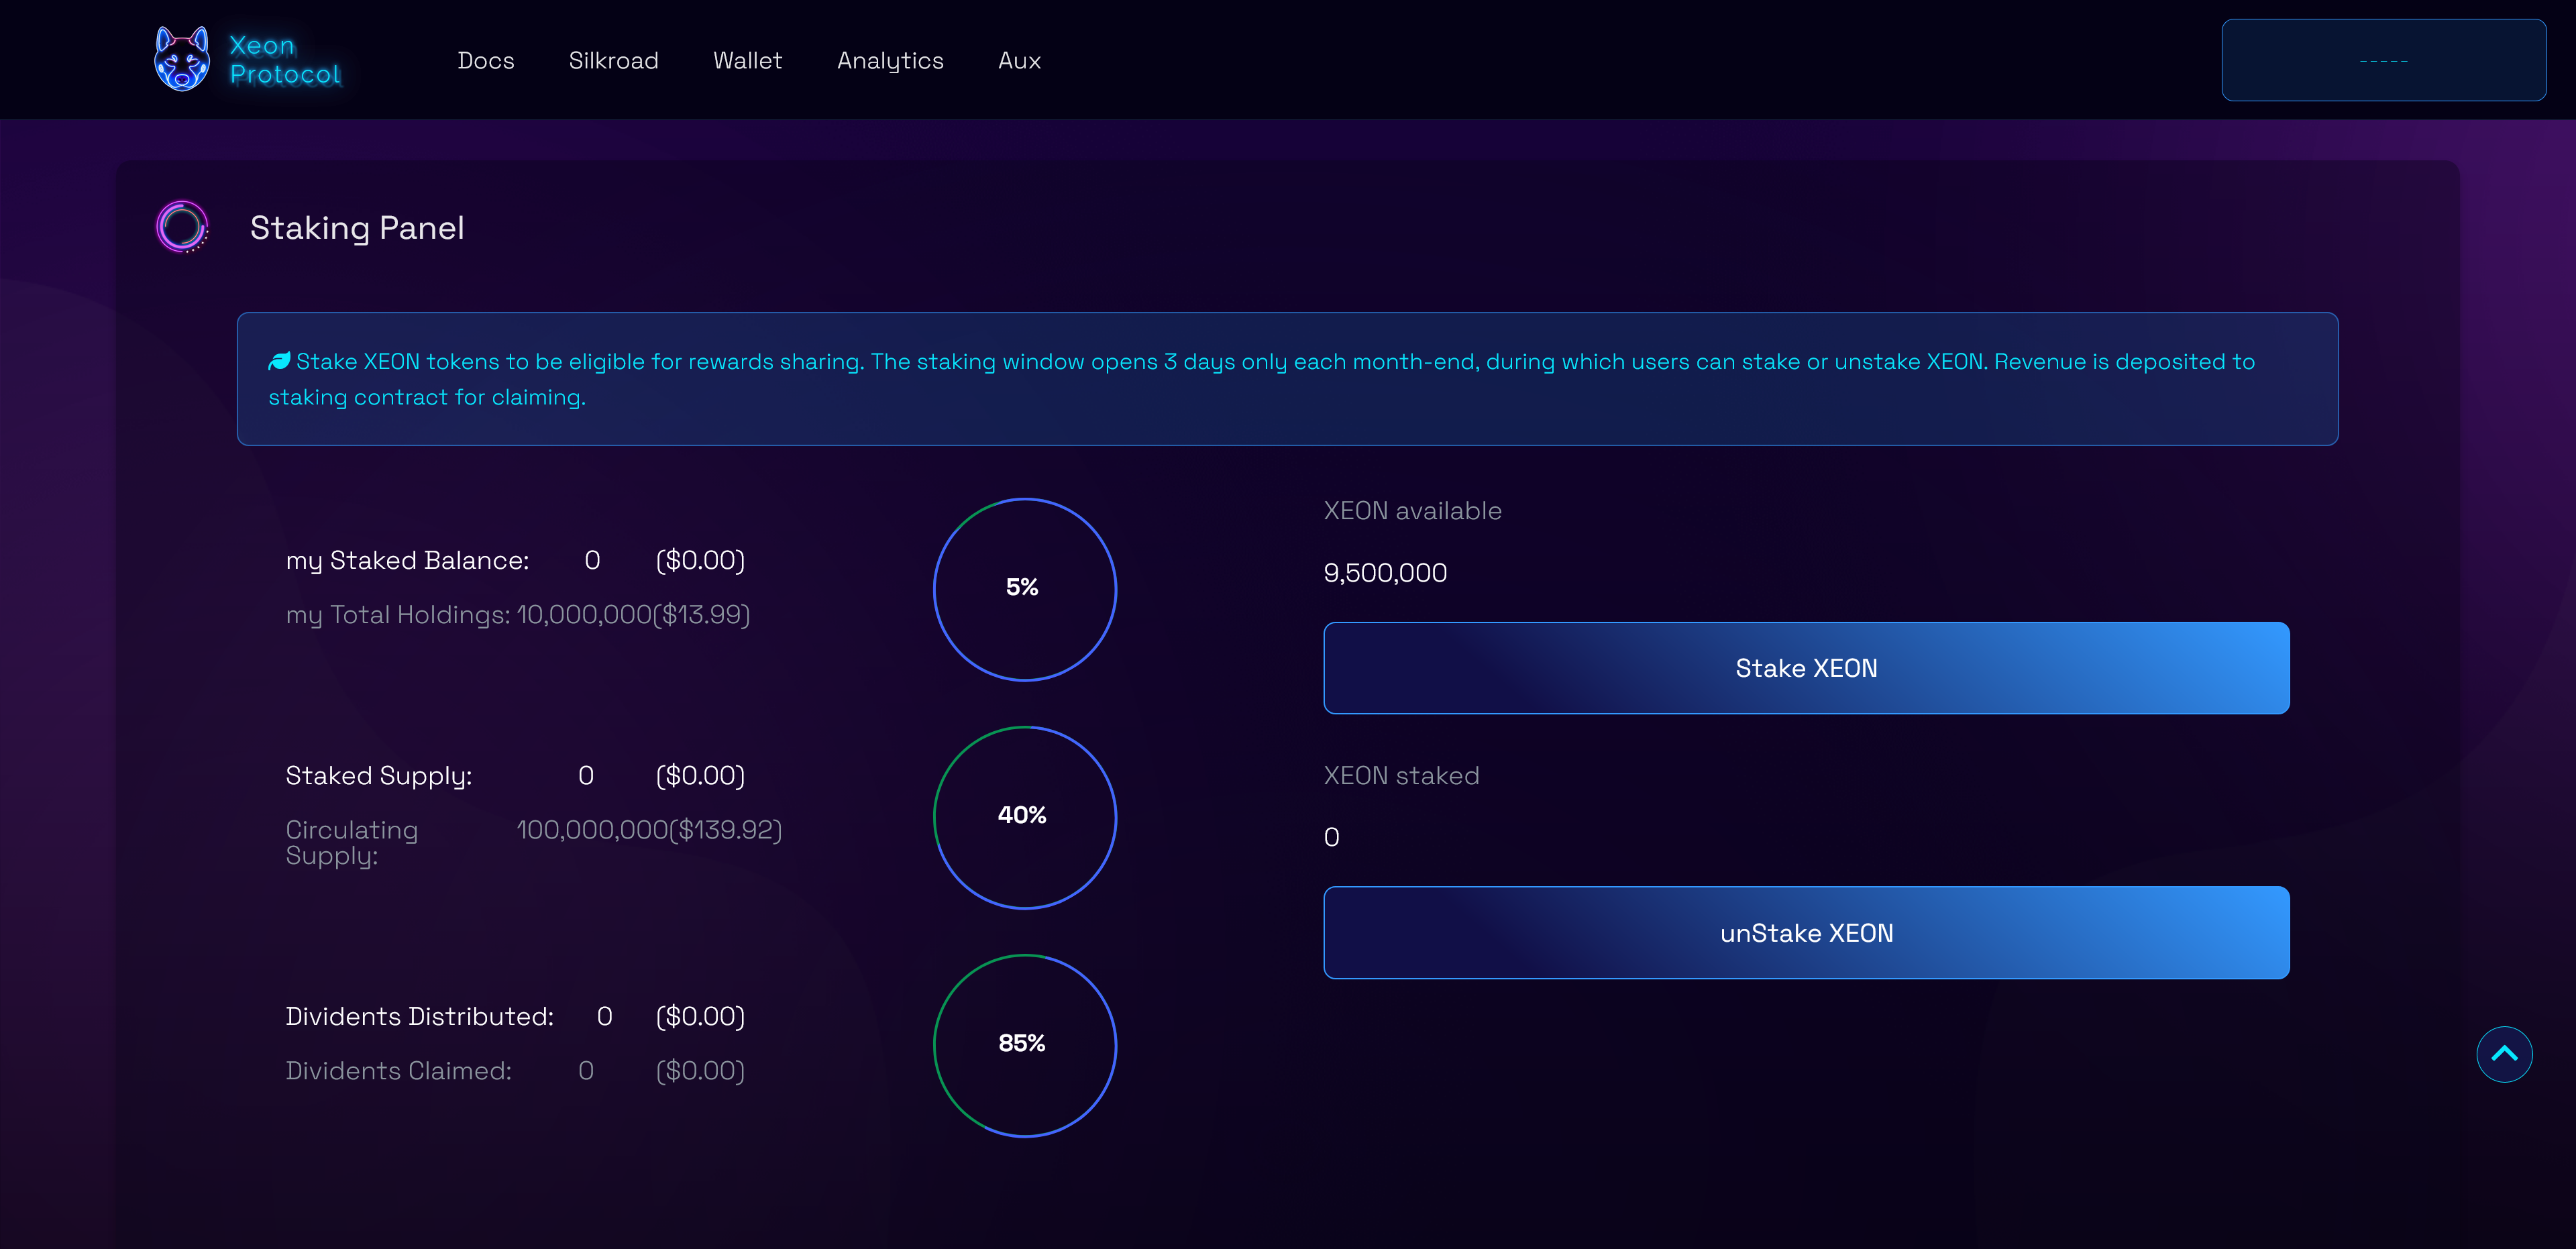 Xeon
Protocol
Docs
Silkroad
Wallet
Analytics
Aux
-----
Staking Panel
Stake XEON tokens to be eligible for rewards sharing. The staking window opens 3 days only each month-end, during which users can stake or unstake XEON. Revenue is deposited to
staking contract for claiming.
my Staked Balance: 0 ($0.00)
my Total Holdings: 10,000,000($13.99)
5%
Staked Supply: 0 ($0.00)
Circulating 100,000,000($139.92)
Supply:
40%
Dividents Distributed: 0 ($0.00)
Dividents Claimed: 0 ($0.00)
85%
XEON available
9,500,000
Stake XEON
XEON staked
0
unStake XEON